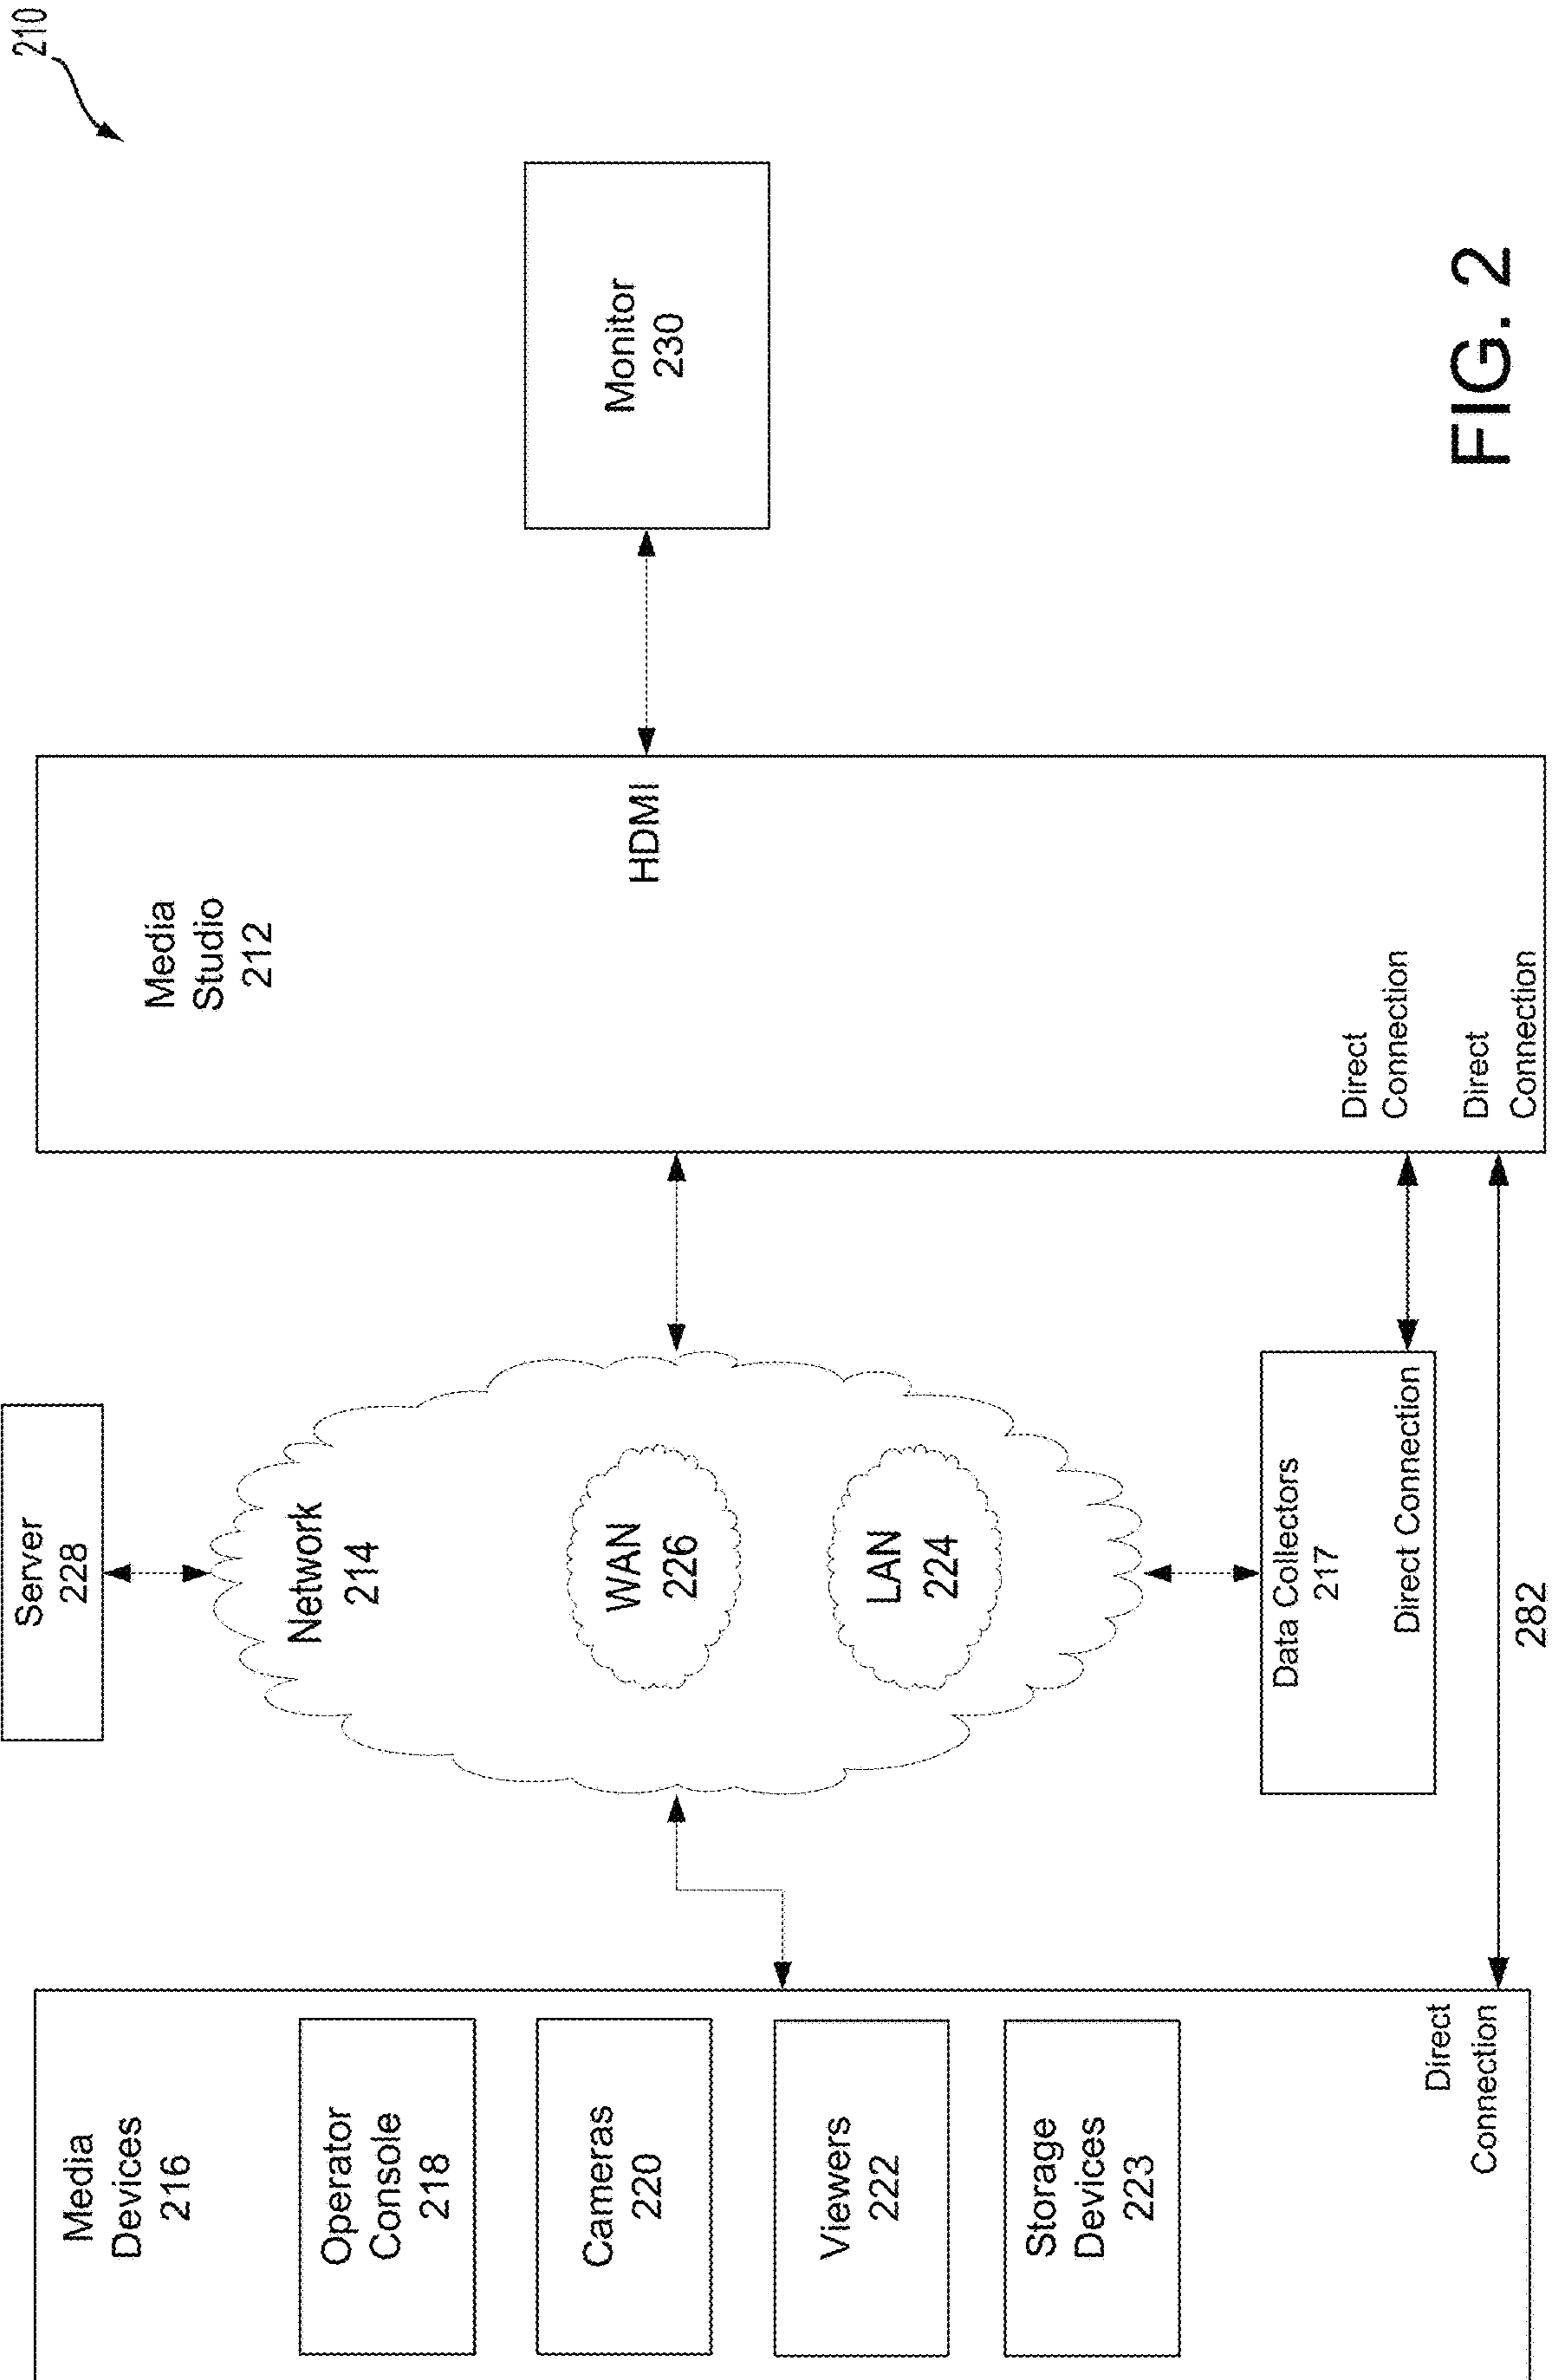 210
Server
228
Media
Devices
216
Operator
Console
218
Cameras
220
Viewers
222
Storage
Devices
223
Direct
Connection
Network
214
WAN
226
LAN
224
Data Collectors
217
Direct Connection
282
Media
Studio
212
HDMI
Direct
Connection
Direct
Connection
Monitor
230
FIG. 2